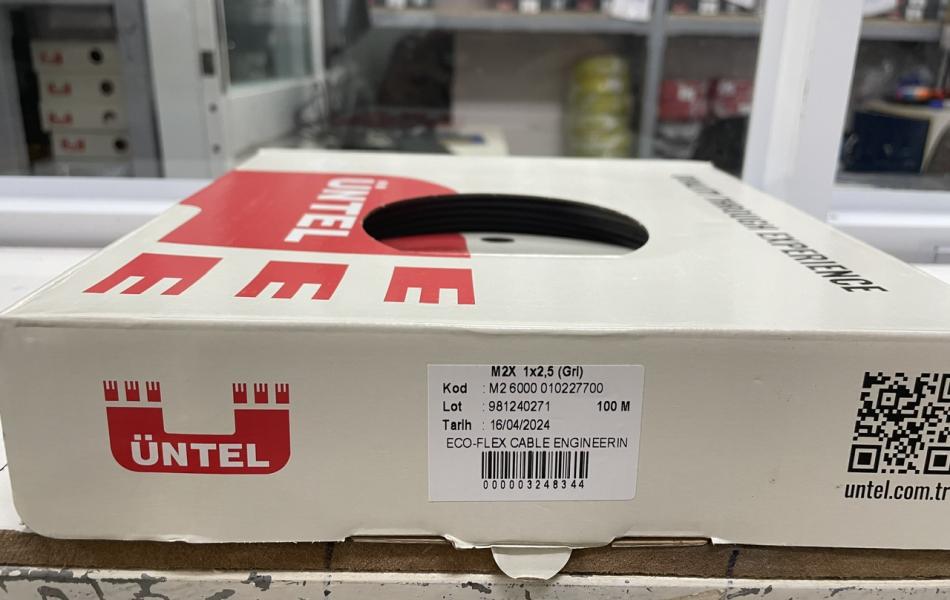 ÜNTEL
QUALITY THROUGH EXPERIENCE
ÜNTEL
M2X 1x2,5 (Gri)
Kod : M2 6000 010227700
Lot : 981240271 100 M
Tarih : 16/04/2024
ECO-FLEX CABLE ENGINEERIN
000003248344
untel.com.tr